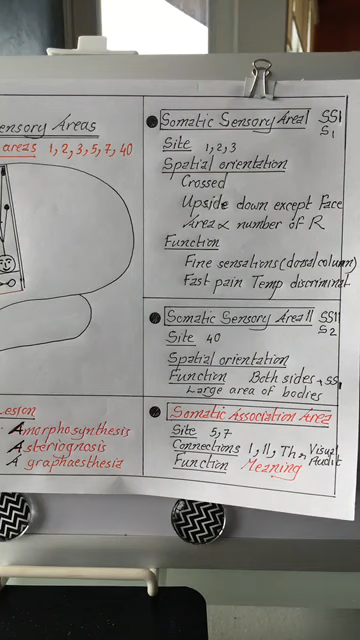 ensory Areas
areas 1,2,3,5,7,40
esion
Amorphosynthesis
Asteriognosis
A graphaesthesia
Somatic Sensory Area I SSI
S1
Site 1,2,3
Spatial orientation
Crossed
Upside down except Face
Area ∝ number of R
Function
Fine sensations (dorsal column)
Fast pain Temp discriminat
Somatic Sensory Area II SSII
S2
Site 40
Spatial orientation
Function Both sides + SS1
Large area of bodies
Somatic Association Area
Site 5,7
Connections I, II, Th, Visual
Audit
Function Meaning